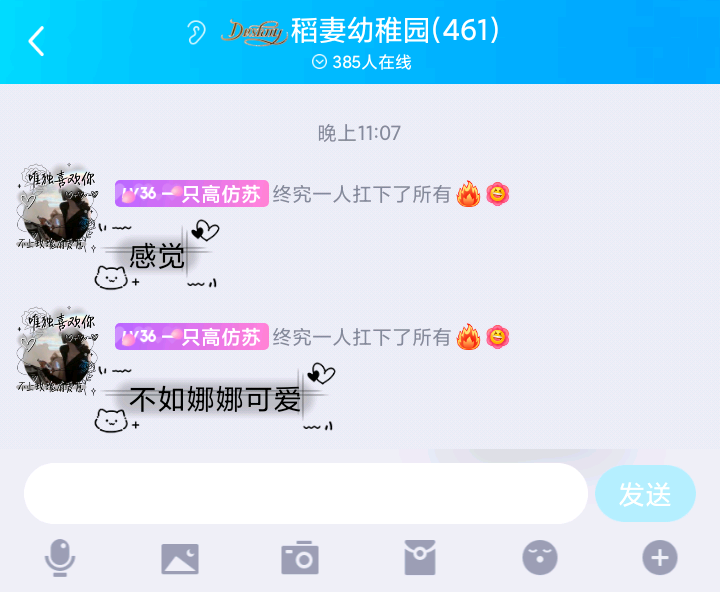 Destiny 稻妻幼稚园(461)
385人在线
晚上11:07
唯独喜欢你
LV36 一只高仿苏 终究一人扛下了所有
感觉
唯独喜欢你
LV36 一只高仿苏 终究一人扛下了所有
不如娜娜可爱
发送